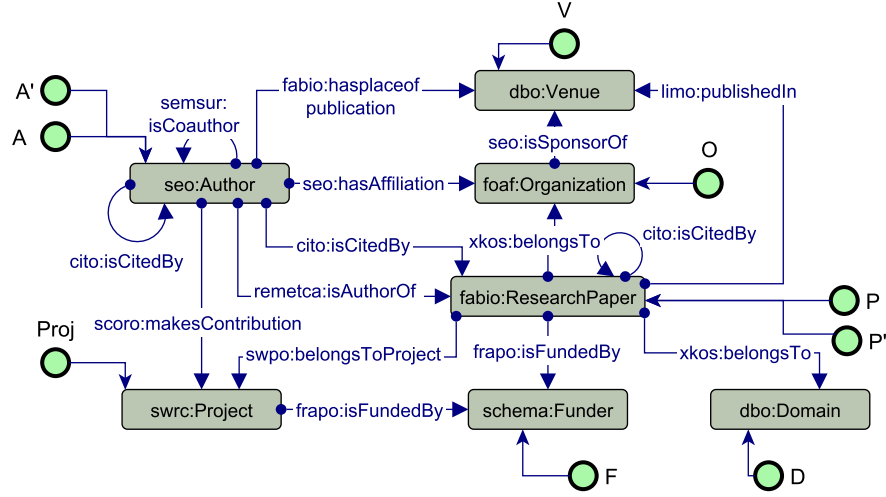 V
A'
fabio:hasplaceof
publication
dbo:Venue
limo:publishedIn
semsur:
isCoauthor
A
seo:isSponsorOf
O
seo:Author
seo:hasAffiliation
foaf:Organization
cito:isCitedBy
cito:isCitedBy
xkos:belongsTo
cito:isCitedBy
remetca:isAuthorOf
fabio:ResearchPaper
P
Proj
scoro:makesContribution
P'
swpo:belongsToProject
frapo:isFundedBy
xkos:belongsTo
swrc:Project
frapo:isFundedBy
schema:Funder
dbo:Domain
F
D